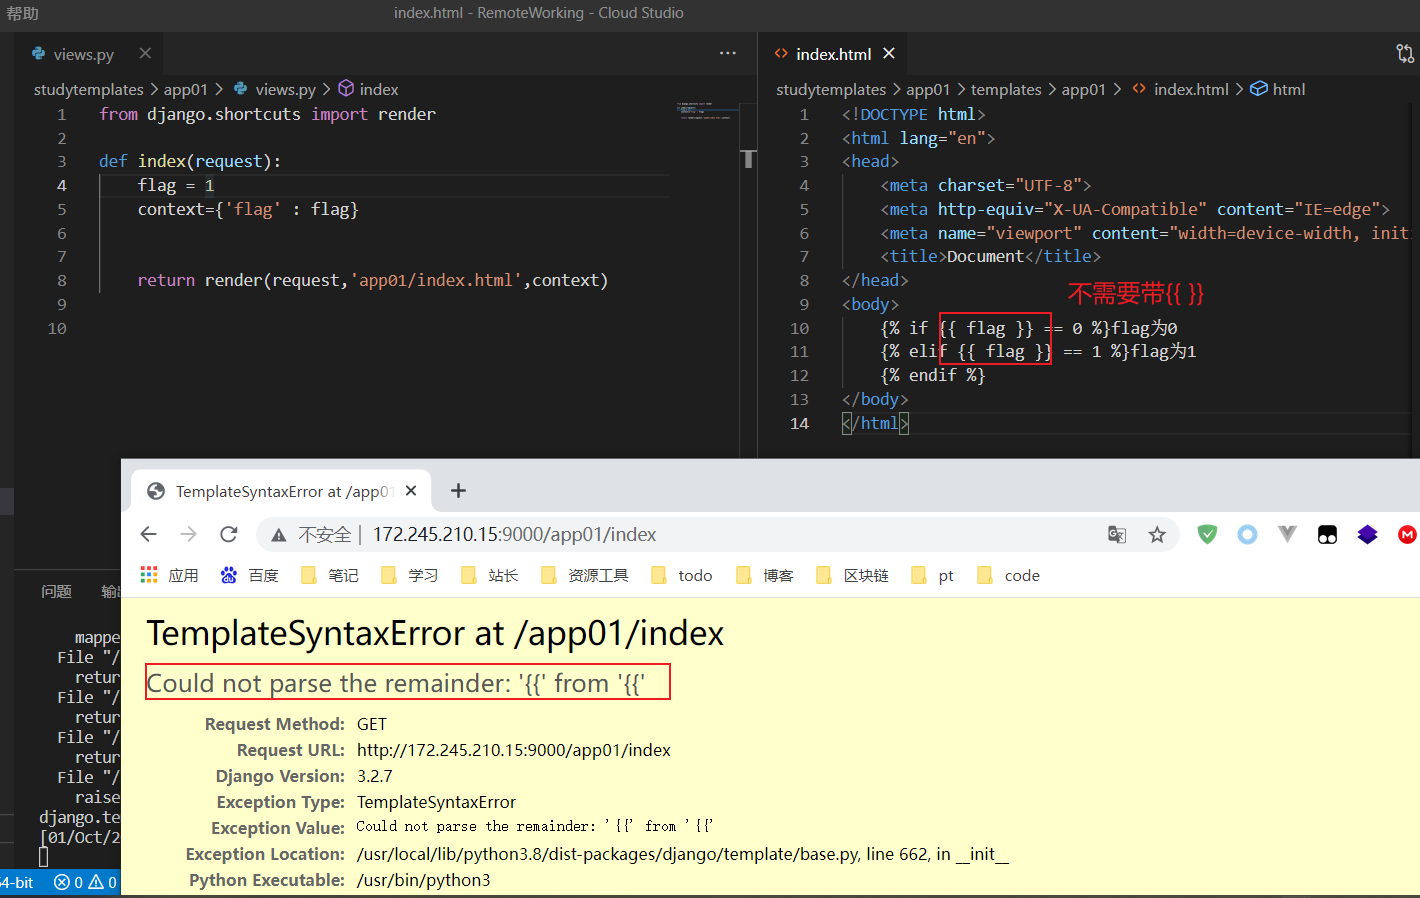 帮助
index.html - RemoteWorking - Cloud Studio
views.py
index.html
studytemplates > app01 > views.py > index
1 from django.shortcuts import render
2
3 def index(request):
4 flag = 1
5 context={'flag' : flag}
6
7
8 return render(request,'app01/index.html',context)
9
10
studytemplates > app01 > templates > app01 > index.html > html
1 <!DOCTYPE html>
2 <html lang="en">
3 <head>
4 <meta charset="UTF-8">
5 <meta http-equiv="X-UA-Compatible" content="IE=edge">
6 <meta name="viewport" content="width=device-width, init
7 <title>Document</title>
8 </head>
不需要带{{ }}
9 <body>
10 {% if {{ flag }} == 0 %}flag为0
11 {% elif {{ flag }} == 1 %}flag为1
12 {% endif %}
13 </body>
14 </html>
问题 输
mappe
File "/
retur
File "/
retur
File "/
retur
File "/
raise
django.te
[01/Oct/2
4-bit 0 0
TemplateSyntaxError at /app01
不安全 | 172.245.210.15:9000/app01/index
应用 百度 笔记 学习 站长 资源工具 todo 博客 区块链 pt code
TemplateSyntaxError at /app01/index
Could not parse the remainder: '{{' from '{{'
Request Method: GET
Request URL: http://172.245.210.15:9000/app01/index
Django Version: 3.2.7
Exception Type: TemplateSyntaxError
Exception Value: Could not parse the remainder: '{{' from '{{'
Exception Location: /usr/local/lib/python3.8/dist-packages/django/template/base.py, line 662, in __init__
Python Executable: /usr/bin/python3